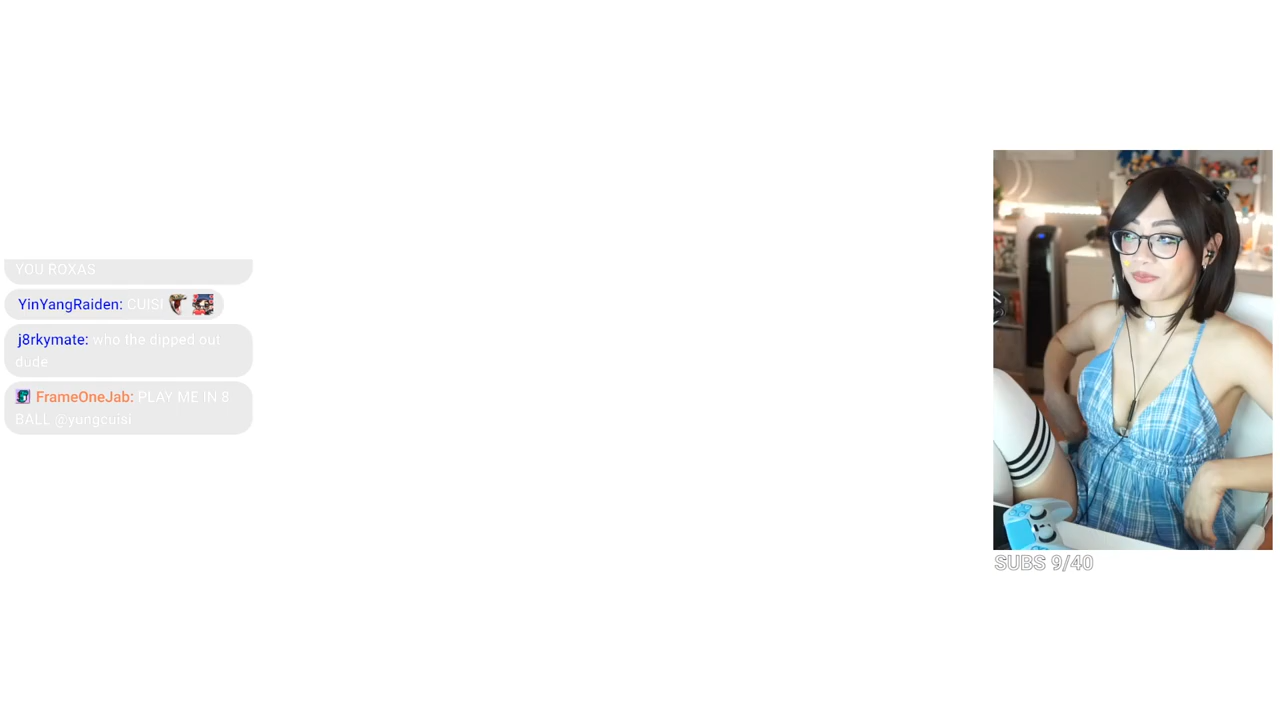 YOU ROXAS
YinYangRaiden: CUISI
j8rkymate: who the dipped out
dude
FrameOneJab: PLAY ME IN 8
BALL @yungcuisi
SUBS 9/40